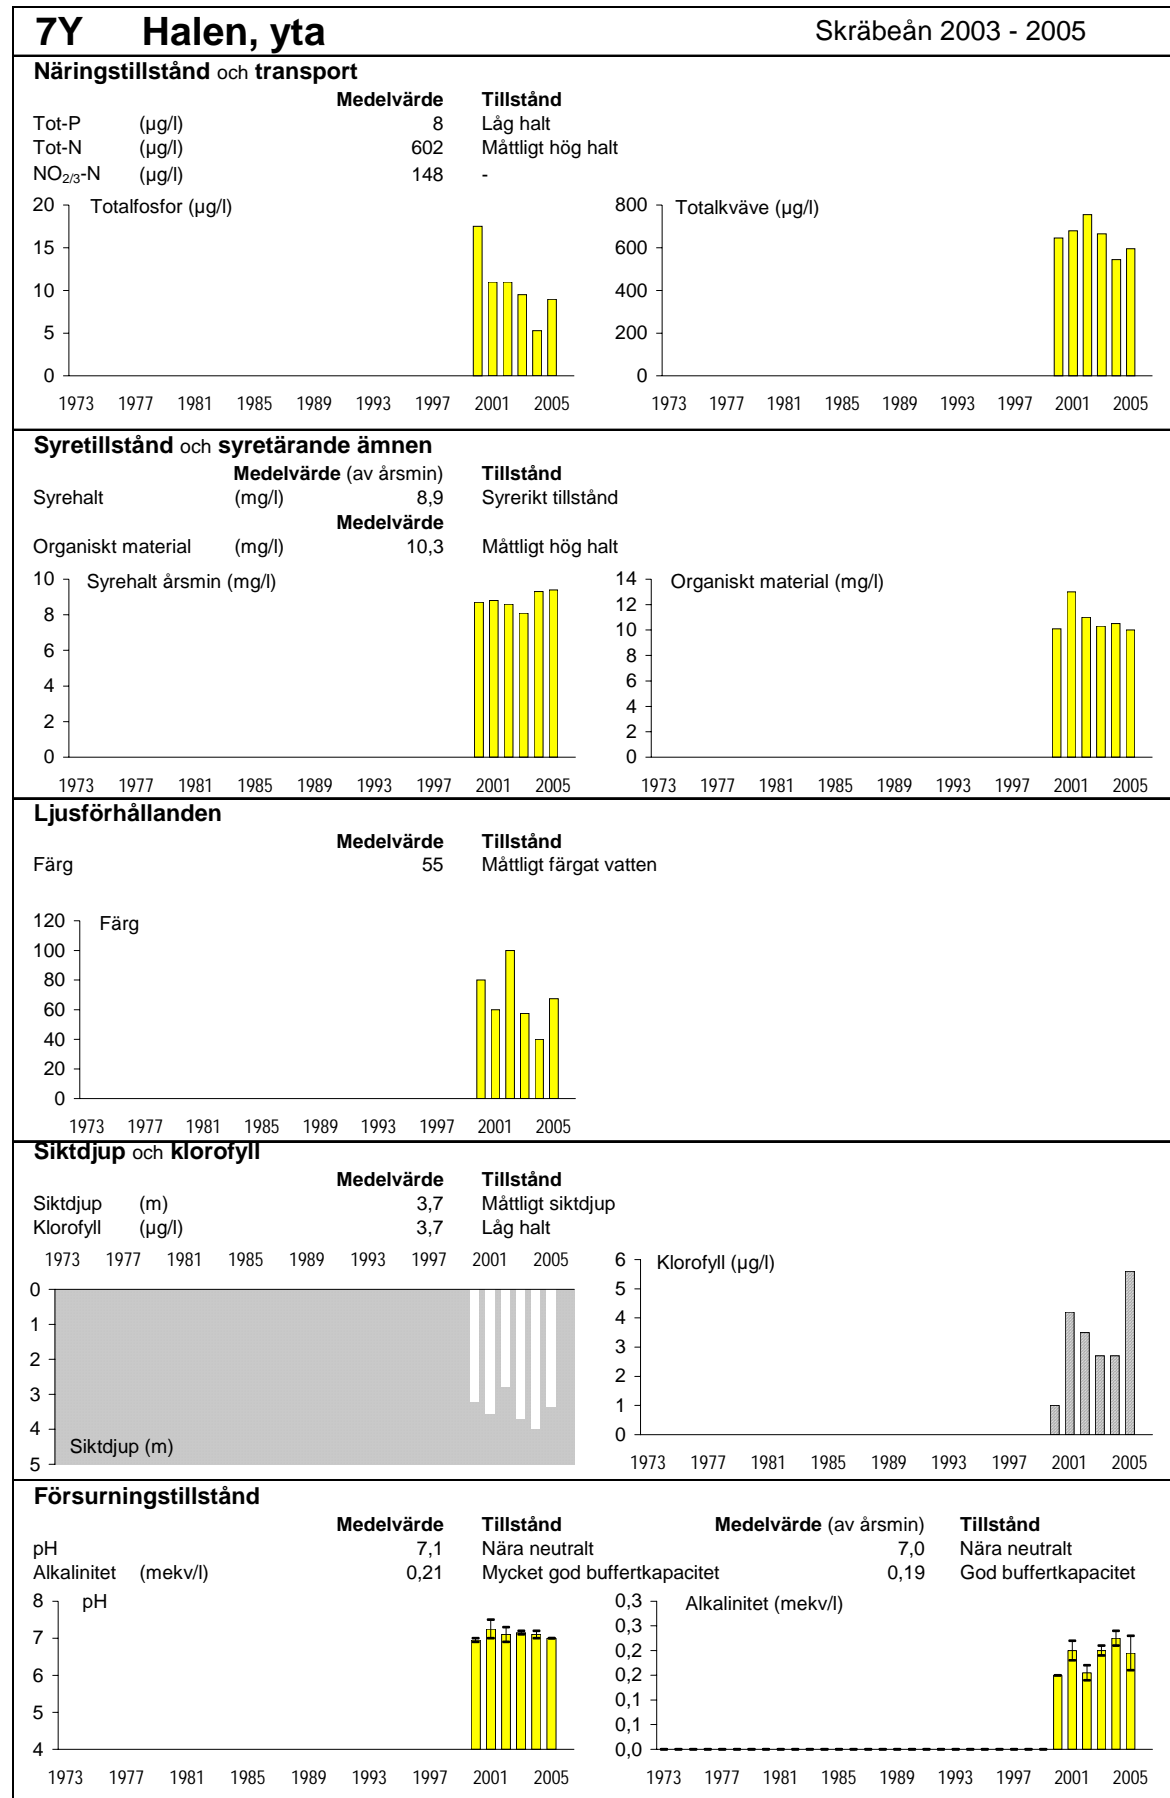 7Y Halen, yta Skräbeån 2003 - 2005
Näringstillstånd och transport
Medelvärde Tillstånd
Tot-P (µg/l) 8 Låg halt
Tot-N (µg/l) 602 Måttligt hög halt
NO2/3-N (µg/l) 148 -
Totalfosfor (µg/l)
20
15
10
5
0
1973 1977 1981 1985 1989 1993 1997 2001 2005
Totalkväve (µg/l)
800
600
400
200
0
1973 1977 1981 1985 1989 1993 1997 2001 2005
Syretillstånd och syretärande ämnen
Medelvärde (av årsmin) Tillstånd
Syrehalt (mg/l) 8,9 Syrerikt tillstånd
Medelvärde
Organiskt material (mg/l) 10,3 Måttligt hög halt
Syrehalt årsmin (mg/l)
10
8
6
4
2
0
1973 1977 1981 1985 1989 1993 1997 2001 2005
Organiskt material (mg/l)
14
12
10
8
6
4
2
0
1973 1977 1981 1985 1989 1993 1997 2001 2005
Ljusförhållanden
Medelvärde Tillstånd
Färg 55 Måttligt färgat vatten
Färg
120
100
80
60
40
20
0
1973 1977 1981 1985 1989 1993 1997 2001 2005
Siktdjup och klorofyll
Medelvärde Tillstånd
Siktdjup (m) 3,7 Måttligt siktdjup
Klorofyll (µg/l) 3,7 Låg halt
1973 1977 1981 1985 1989 1993 1997 2001 2005
0
1
2
3
4
5
Siktdjup (m)
Klorofyll (µg/l)
6
5
4
3
2
1
0
1973 1977 1981 1985 1989 1993 1997 2001 2005
Försurningstillstånd
Medelvärde Tillstånd Medelvärde (av årsmin) Tillstånd
pH 7,1 Nära neutralt 7,0 Nära neutralt
Alkalinitet (mekv/l) 0,21 Mycket god buffertkapacitet 0,19 God buffertkapacitet
pH
8
7
6
5
4
1973 1977 1981 1985 1989 1993 1997 2001 2005
Alkalinitet (mekv/l)
0,3
0,3
0,2
0,2
0,1
0,1
0,0
1973 1977 1981 1985 1989 1993 1997 2001 2005